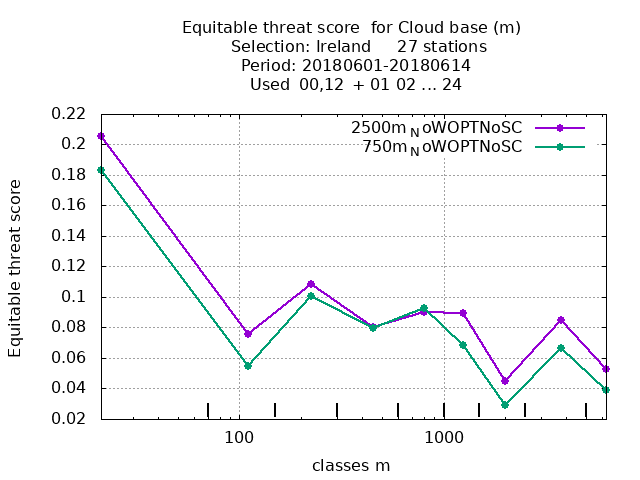 Equitable threat score  for Cloud base (m)
Selection: Ireland     27 stations
Period: 20180601-20180614
Used  00,12  + 01 02 ... 24
2500m_NoWOPTNoSC
750m_NoWOPTNoSC
Equitable threat score
0.22
0.2
0.18
0.16
0.14
0.12
0.1
0.08
0.06
0.04
0.02
100
1000
classes m